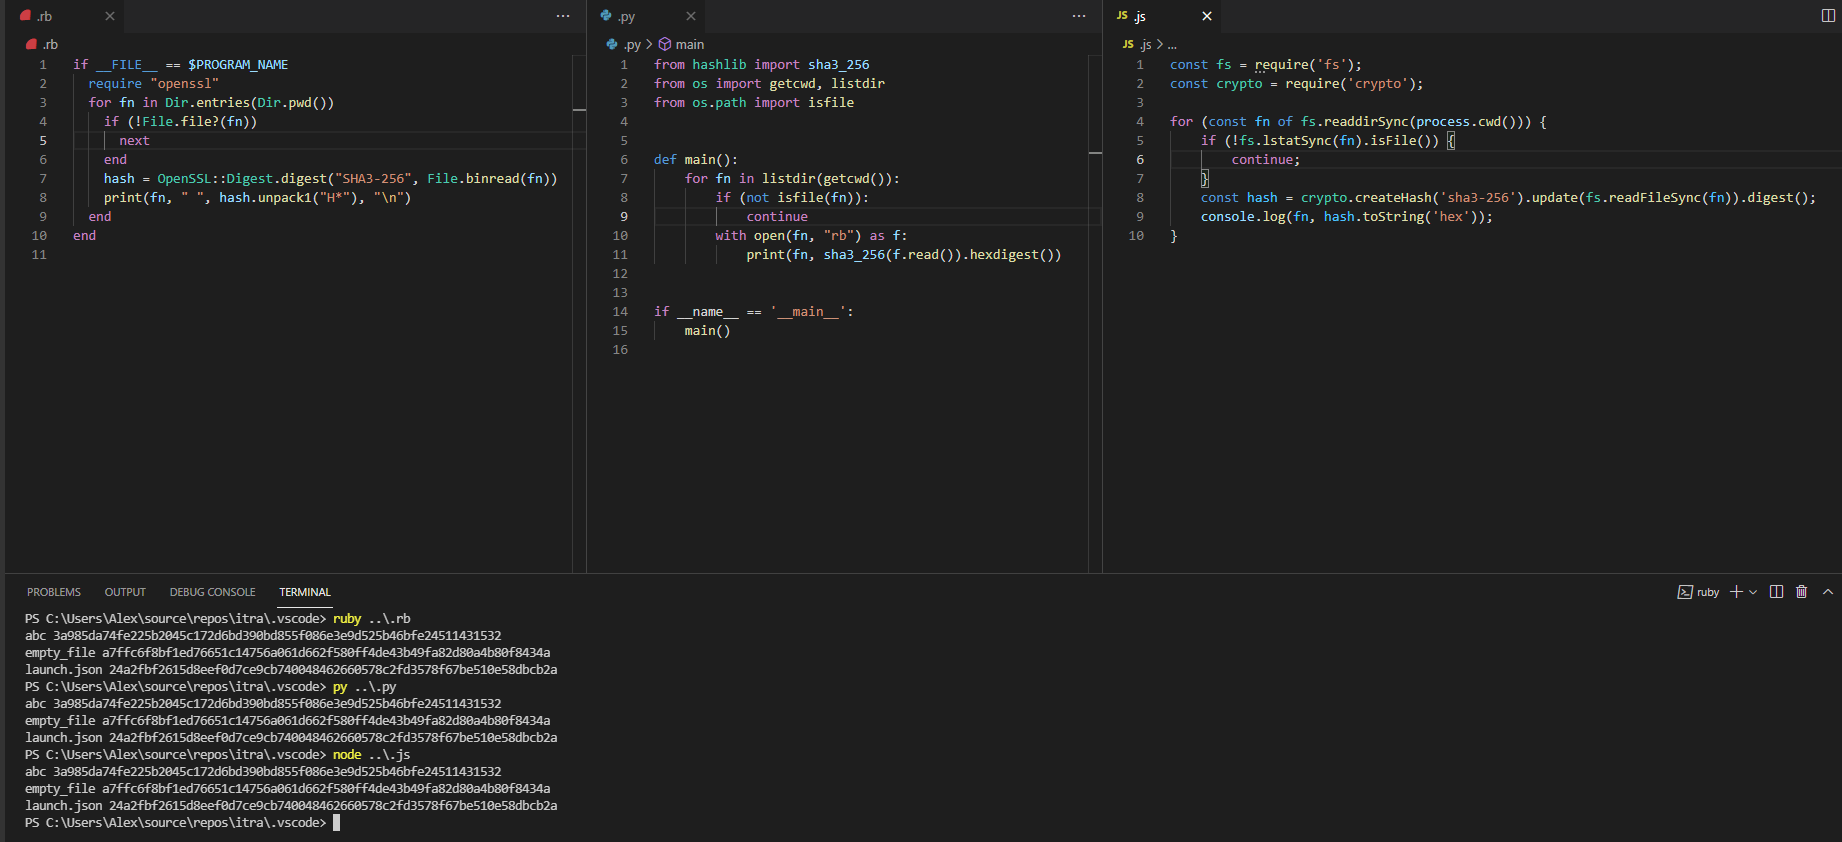 .rb
.rb
1 if __FILE__ == $PROGRAM_NAME
2   require "openssl"
3   for fn in Dir.entries(Dir.pwd())
4     if (!File.file?(fn))
5       next
6     end
7     hash = OpenSSL::Digest.digest("SHA3-256", File.binread(fn))
8     print(fn, " ", hash.unpack1("H*"), "\n")
9   end
10 end
11
.py
.py > main
1 from hashlib import sha3_256
2 from os import getcwd, listdir
3 from os.path import isfile
4
5
6 def main():
7     for fn in listdir(getcwd()):
8         if (not isfile(fn)):
9             continue
10         with open(fn, "rb") as f:
11             print(fn, sha3_256(f.read()).hexdigest())
12
13
14 if __name__ == '__main__':
15     main()
16
JS .js
JS .js > ...
1 const fs = require('fs');
2 const crypto = require('crypto');
3
4 for (const fn of fs.readdirSync(process.cwd())) {
5     if (!fs.lstatSync(fn).isFile()) {
6         continue;
7     }
8     const hash = crypto.createHash('sha3-256').update(fs.readFileSync(fn)).digest();
9     console.log(fn, hash.toString('hex'));
10 }
PROBLEMS OUTPUT DEBUG CONSOLE TERMINAL ruby
PS C:\Users\Alex\source\repos\itra\.vscode> ruby ..\.rb
abc 3a985da74fe225b2045c172d6bd390bd855f086e3e9d525b46bfe24511431532
empty_file a7ffc6f8bf1ed76651c14756a061d662f580ff4de43b49fa82d80a4b80f8434a
launch.json 24a2fbf2615d8eef0d7ce9cb740048462660578c2fd3578f67be510e58dbcb2a
PS C:\Users\Alex\source\repos\itra\.vscode> py ..\.py
abc 3a985da74fe225b2045c172d6bd390bd855f086e3e9d525b46bfe24511431532
empty_file a7ffc6f8bf1ed76651c14756a061d662f580ff4de43b49fa82d80a4b80f8434a
launch.json 24a2fbf2615d8eef0d7ce9cb740048462660578c2fd3578f67be510e58dbcb2a
PS C:\Users\Alex\source\repos\itra\.vscode> node ..\.js
abc 3a985da74fe225b2045c172d6bd390bd855f086e3e9d525b46bfe24511431532
empty_file a7ffc6f8bf1ed76651c14756a061d662f580ff4de43b49fa82d80a4b80f8434a
launch.json 24a2fbf2615d8eef0d7ce9cb740048462660578c2fd3578f67be510e58dbcb2a
PS C:\Users\Alex\source\repos\itra\.vscode>